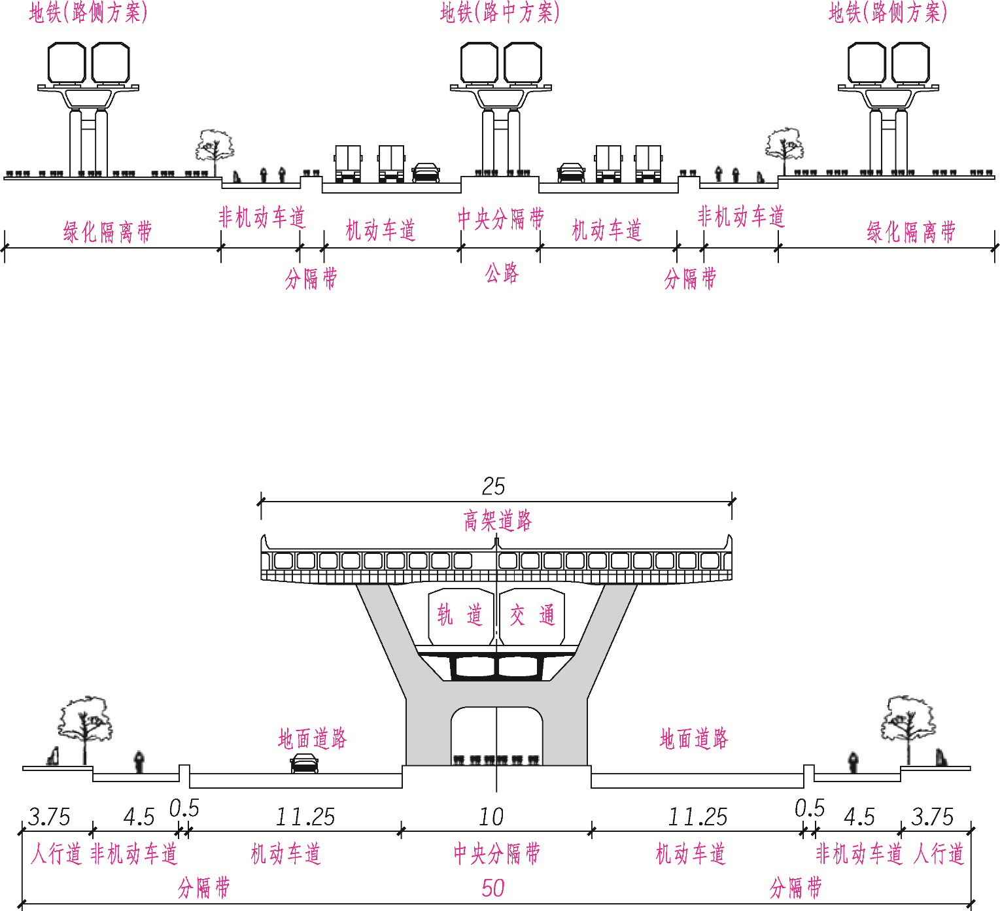 地铁(路侧方案) 地铁(路中方案) 地铁(路侧方案)
绿化隔离带 非机动车道 机动车道 中央分隔带 机动车道 非机动车道 绿化隔离带
分隔带 公路 分隔带
25
高架道路
轨道 交通
地面道路 地面道路
3.75 4.5 0.5 11.25 10 11.25 0.5 4.5 3.75
人行道 非机动车道 机动车道 中央分隔带 机动车道 非机动车道 人行道
分隔带 50 分隔带